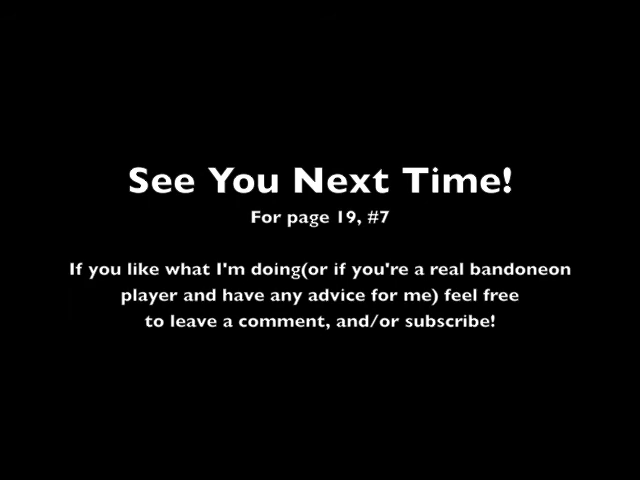 See You Next Time!
For page 19, #7
If you like what I'm doing(or if you're a real bandoneon
player and have any advice for me) feel free
to leave a comment, and/or subscribe!